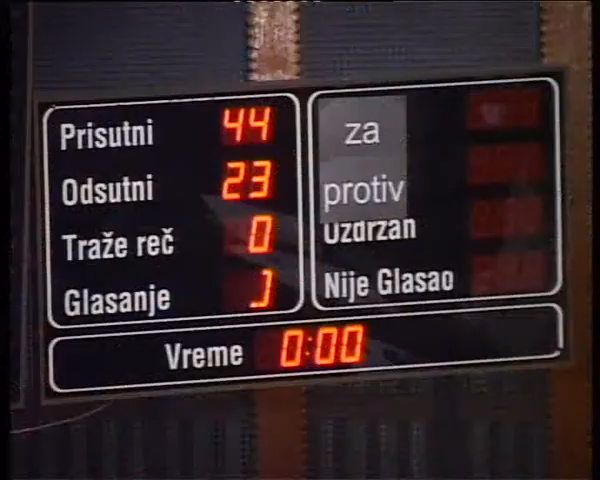 Prisutni 44
Odsutni 23
Traže reč 0
Glasanje
Vreme 0:00
za
protiv
Uzdrzan
Nije Glasao